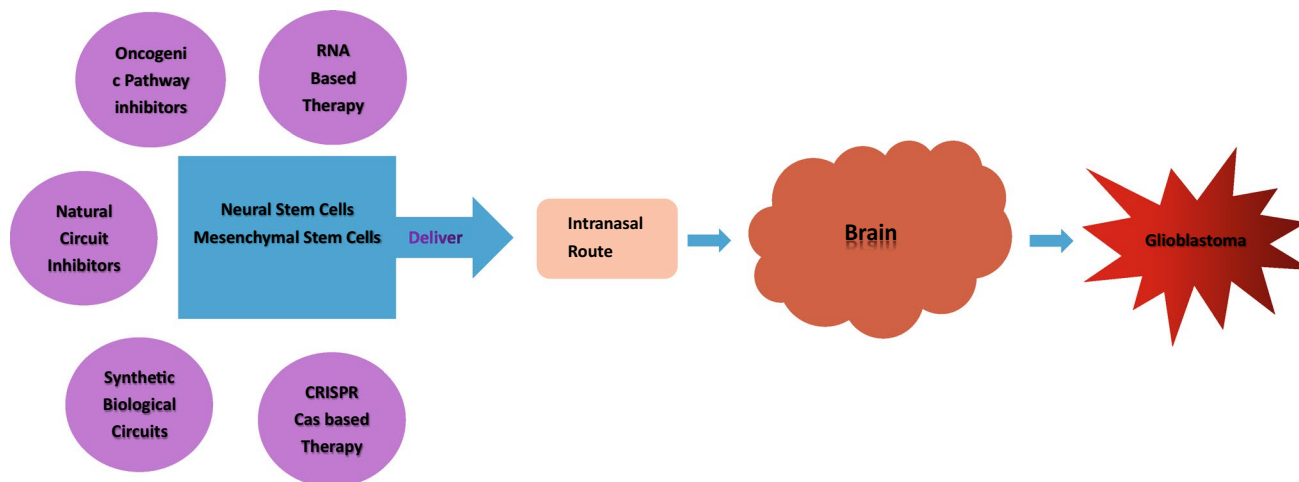 Oncogeni
c Pathway
inhibitors
RNA
Based
Therapy
Natural
Circuit
Inhibitors
Neural Stem Cells
Mesenchymal Stem Cells
Deliver
Intranasal
Route
Brain
Glioblastoma
Synthetic
Biological
Circuits
CRISPR
Cas based
Therapy